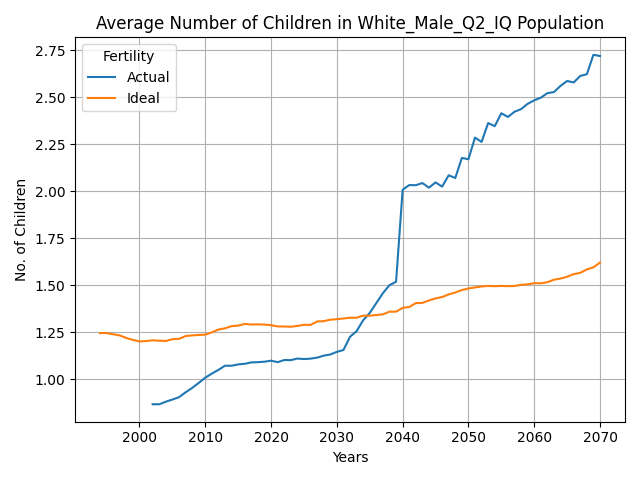 Average Number of Children in White_Male_Q2_IQ Population
Fertility
Actual
Ideal
2.75
2.50
2.25
2.00
1.75
1.50
1.25
1.00
No. of Children
2000 2010 2020 2030 2040 2050 2060 2070
Years